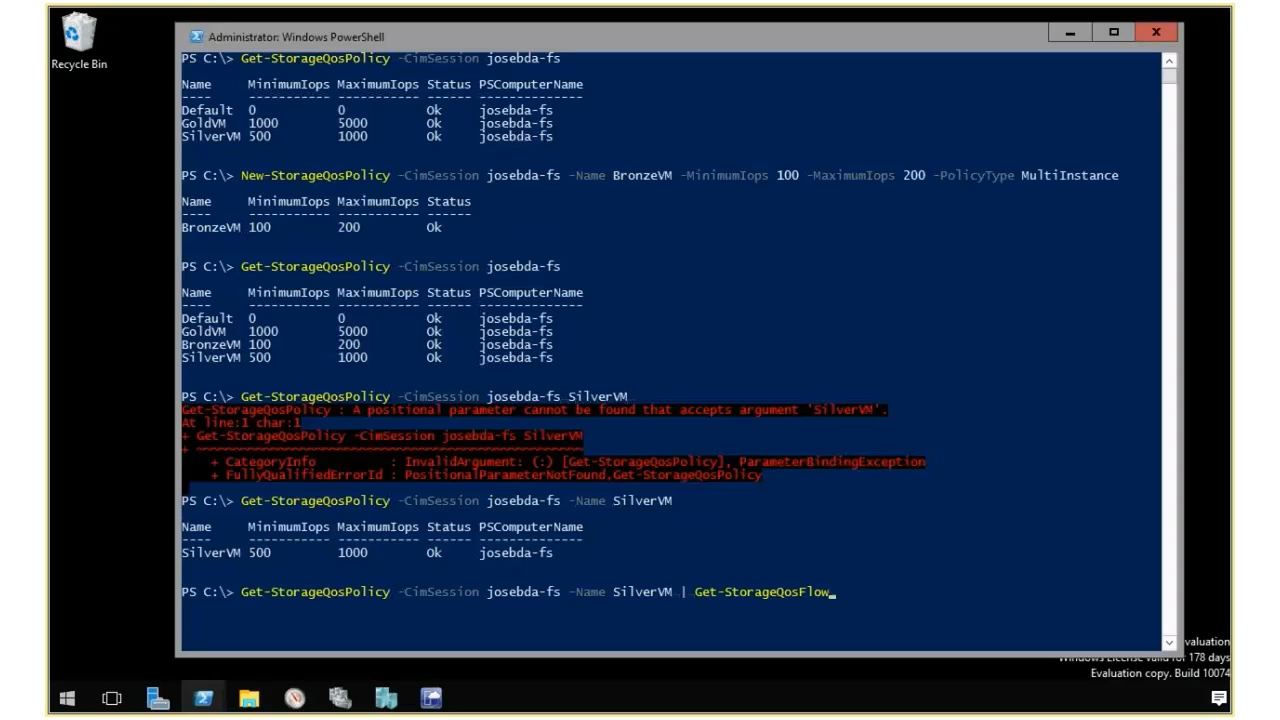 Recycle Bin
Administrator: Windows PowerShell
PS C:\> Get-StorageQosPolicy -CimSession josebda-fs
Name MinimumIops MaximumIops Status PSComputerName
---- ----------- ----------- ------ --------------
Default 0 0 Ok josebda-fs
GoldVM 1000 5000 Ok josebda-fs
SilverVM 500 1000 Ok josebda-fs
PS C:\> New-StorageQosPolicy -CimSession josebda-fs -Name BronzeVM -MinimumIops 100 -MaximumIops 200 -PolicyType MultiInstance
Name MinimumIops MaximumIops Status
---- ----------- ----------- ------
BronzeVM 100 200 Ok
PS C:\> Get-StorageQosPolicy -CimSession josebda-fs
Name MinimumIops MaximumIops Status PSComputerName
---- ----------- ----------- ------ --------------
Default 0 0 Ok josebda-fs
GoldVM 1000 5000 Ok josebda-fs
BronzeVM 100 200 Ok josebda-fs
SilverVM 500 1000 Ok josebda-fs
PS C:\> Get-StorageQosPolicy -CimSession josebda-fs SilverVM
Get-StorageQosPolicy : A positional parameter cannot be found that accepts argument 'SilverVM'.
At line:1 char:1
+ Get-StorageQosPolicy -CimSession josebda-fs SilverVM
+ ~~~~~~~~~~~~~~~~~~~~~~~~~~~~~~~~~~~~~~~~~~~~~~~~~~~~
+ CategoryInfo : InvalidArgument: (:) [Get-StorageQosPolicy], ParameterBindingException
+ FullyQualifiedErrorId : PositionalParameterNotFound,Get-StorageQosPolicy
PS C:\> Get-StorageQosPolicy -CimSession josebda-fs -Name SilverVM
Name MinimumIops MaximumIops Status PSComputerName
---- ----------- ----------- ------ --------------
SilverVM 500 1000 Ok josebda-fs
PS C:\> Get-StorageQosPolicy -CimSession josebda-fs -Name SilverVM | Get-StorageQosFlow_
valuation
Windows License valid for 178 days
Evaluation copy. Build 10074